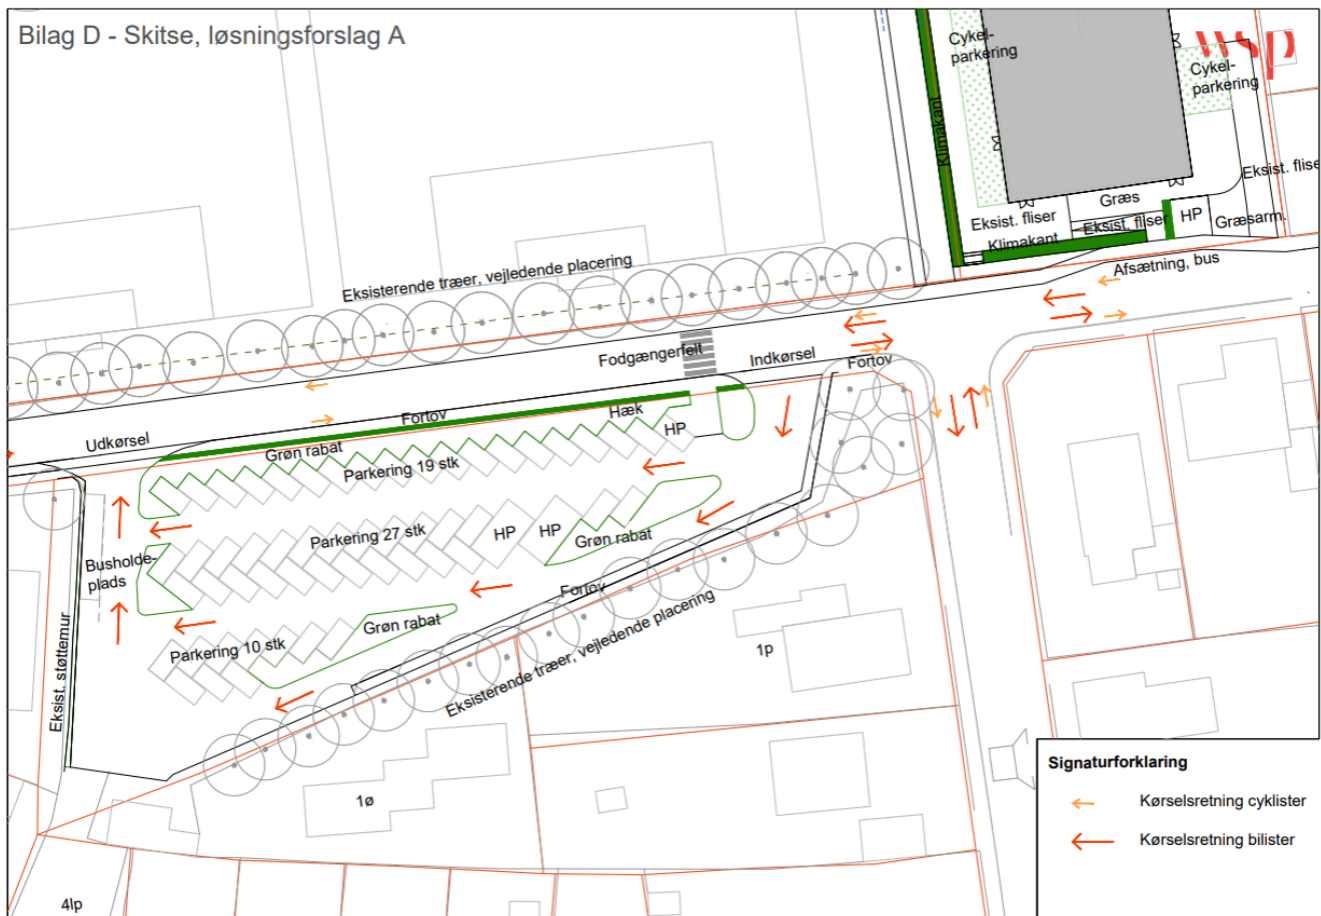 Bilag D - Skitse, løsningsforslag A
wsp
Cykel-
parkering
Cykel-
parkering
Klimakant
Eksist. fliser
Græs
Eksist. fliser
Eksist. fliser
HP
Græsarm.
Klimakant
Afsætning, bus
Eksisterende træer, vejledende placering
Fodgængerfelt
Indkørsel
Fortov
Fortov
Hæk
HP
Udkørsel
Grøn rabat
Parkering 19 stk
Parkering 27 stk
HP
HP
Grøn rabat
Busholde-
plads
Fortov
Grøn rabat
Parkering 10 stk
Eksist. støttemur
Eksisterende træer, vejledende placering
1p
1ø
4lp
Signaturforklaring
Kørselsretning cyklister
Kørselsretning bilister